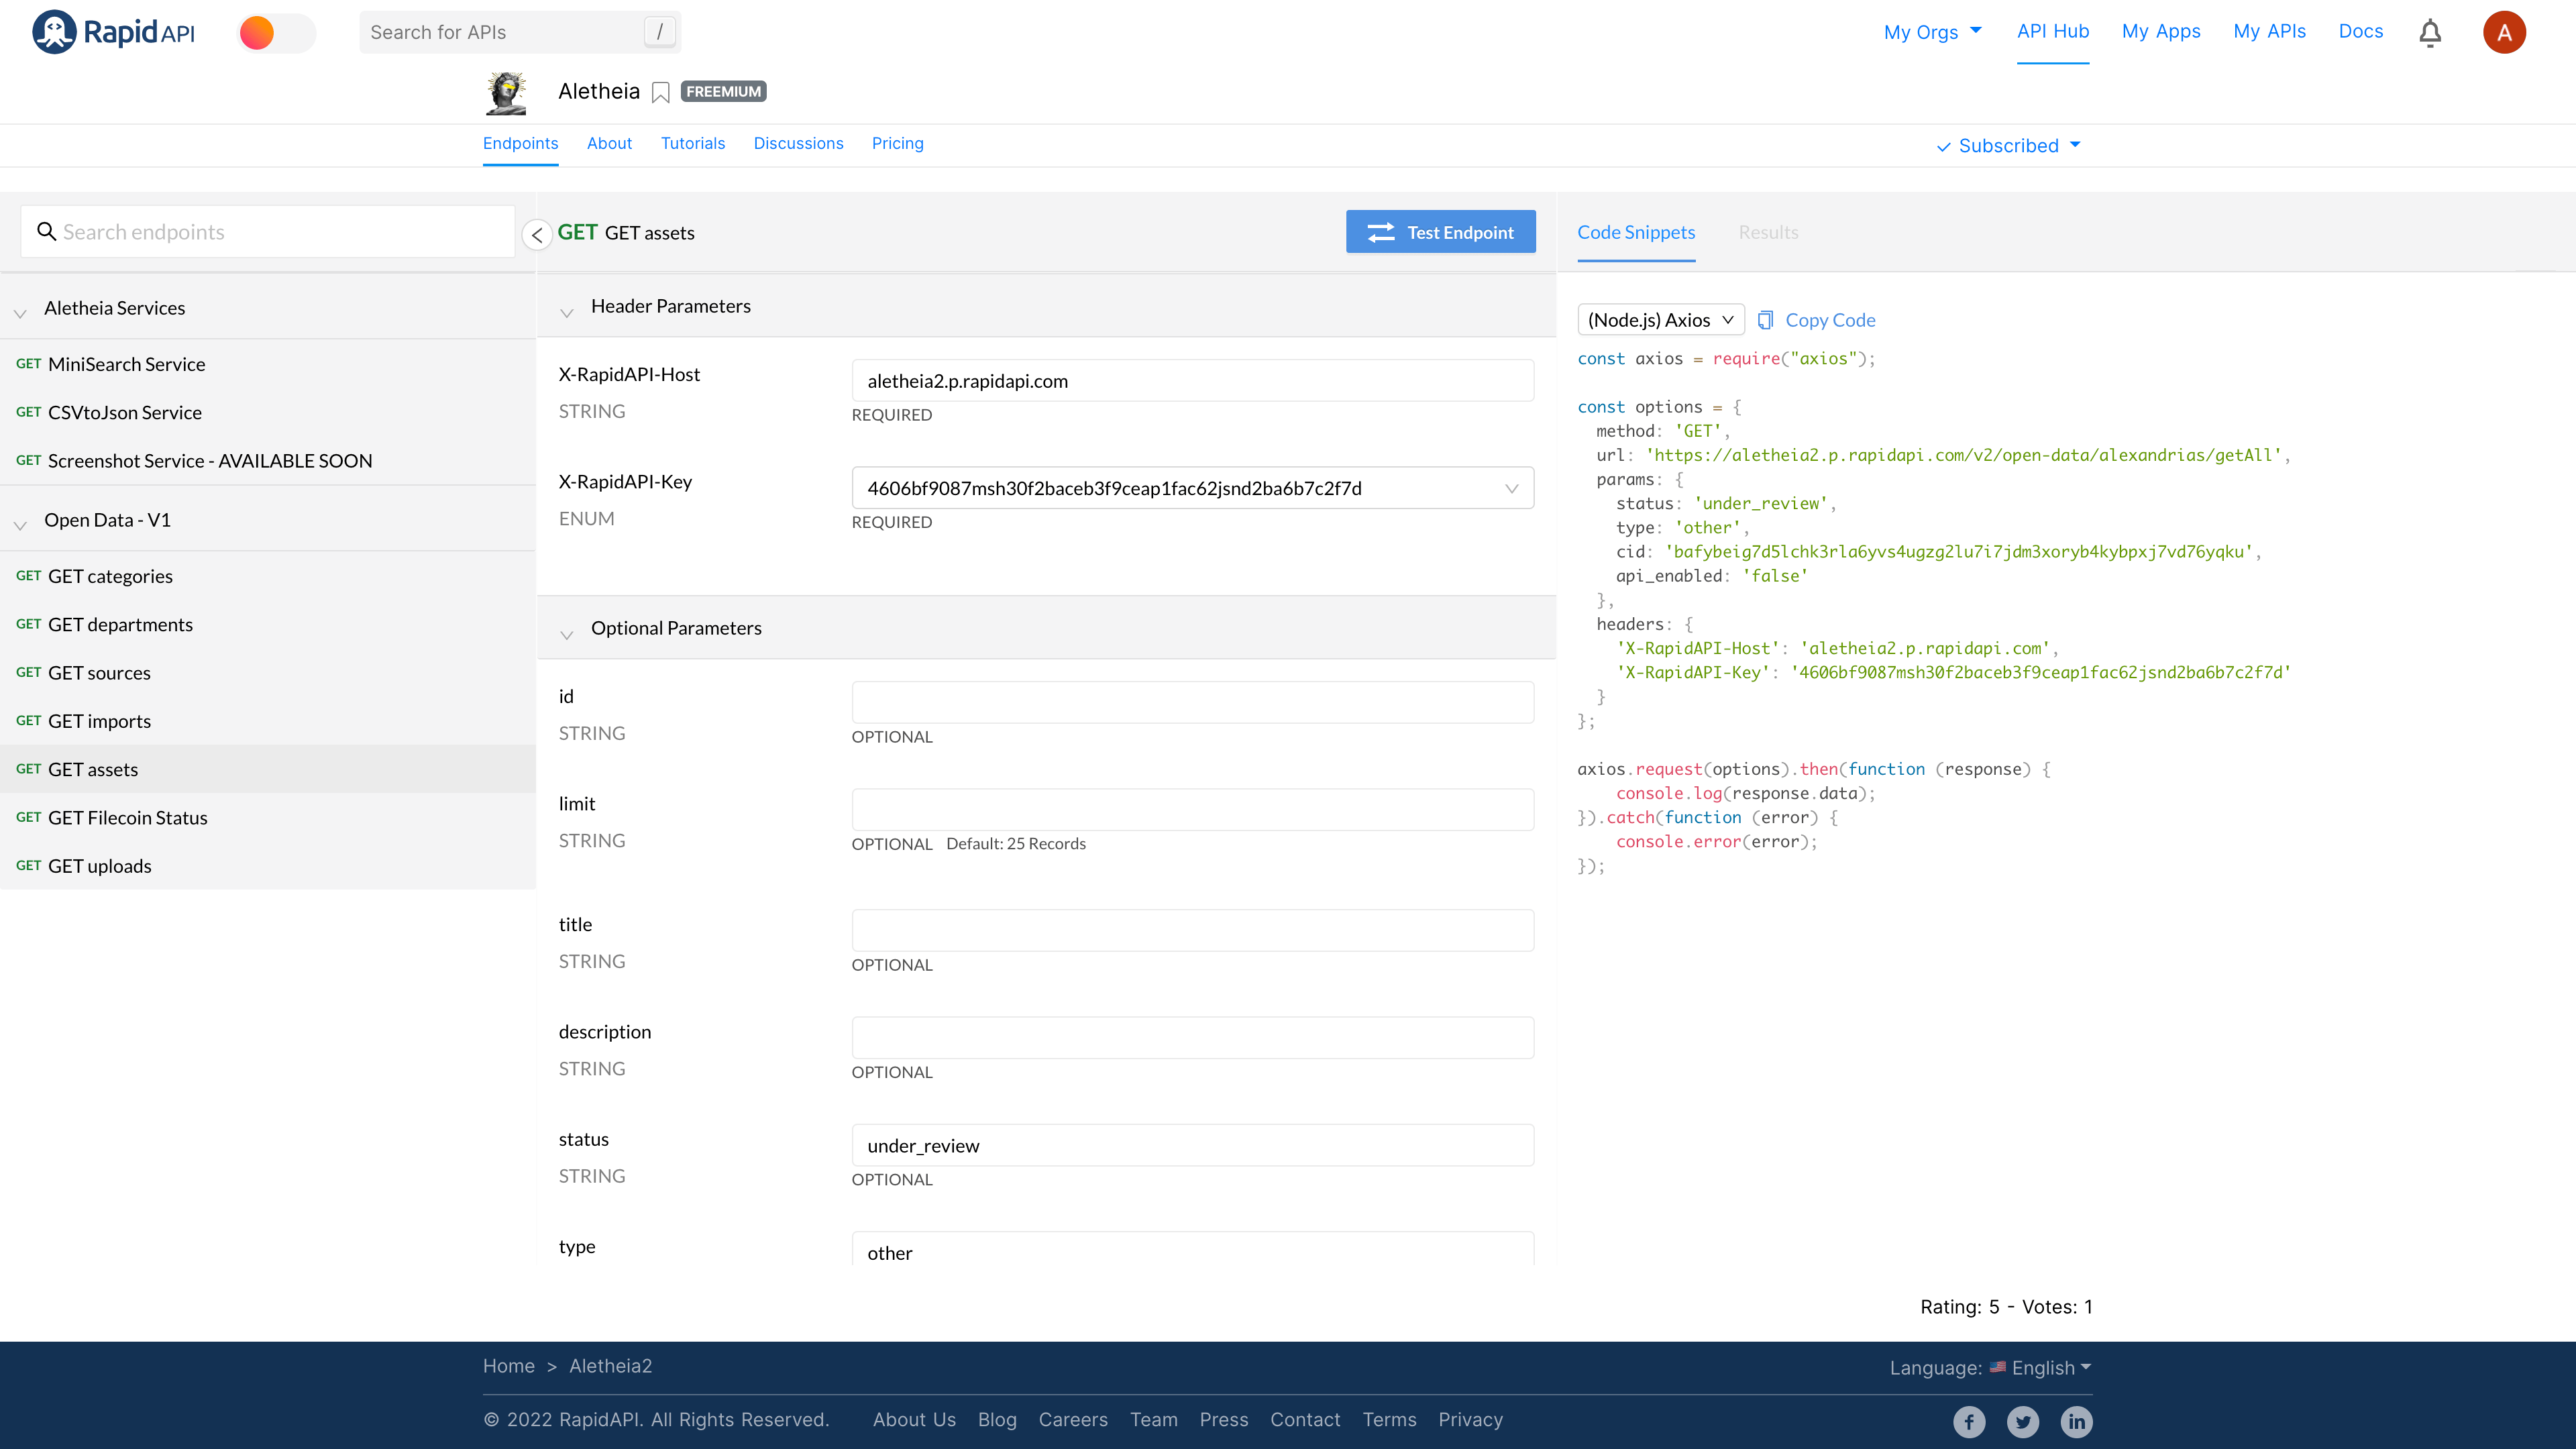 RapidAPI
Search for APIs /
My Orgs API Hub My Apps My APIs Docs A
Aletheia FREEMIUM
Endpoints About Tutorials Discussions Pricing
Subscribed
Search endpoints
Aletheia Services
GET MiniSearch Service
GET CSVtoJson Service
GET Screenshot Service - AVAILABLE SOON
Open Data - V1
GET GET categories
GET GET departments
GET GET sources
GET GET imports
GET GET assets
GET GET Filecoin Status
GET GET uploads
GET GET assets
Test Endpoint
Header Parameters
X-RapidAPI-Host
STRING
aletheia2.p.rapidapi.com
REQUIRED
X-RapidAPI-Key
ENUM
4606bf9087msh30f2baceb3f9ceap1fac62jsnd2ba6b7c2f7d
REQUIRED
Optional Parameters
id
STRING
OPTIONAL
limit
STRING
OPTIONAL Default: 25 Records
title
STRING
OPTIONAL
description
STRING
OPTIONAL
status
STRING
under_review
OPTIONAL
type
other
Code Snippets Results
(Node.js) Axios Copy Code
const axios = require("axios");
const options = {
method: 'GET',
url: 'https://aletheia2.p.rapidapi.com/v2/open-data/alexandrias/getAll',
params: {
status: 'under_review',
type: 'other',
cid: 'bafybeig7d5lchk3rla6yvs4ugzg2lu7i7jdm3xoryb4kybpxj7vd76yqku',
api_enabled: 'false'
},
headers: {
'X-RapidAPI-Host': 'aletheia2.p.rapidapi.com',
'X-RapidAPI-Key': '4606bf9087msh30f2baceb3f9ceap1fac62jsnd2ba6b7c2f7d'
}
};
axios.request(options).then(function (response) {
console.log(response.data);
}).catch(function (error) {
console.error(error);
});
Rating: 5 - Votes: 1
Home > Aletheia2
Language: English
© 2022 RapidAPI. All Rights Reserved. About Us Blog Careers Team Press Contact Terms Privacy